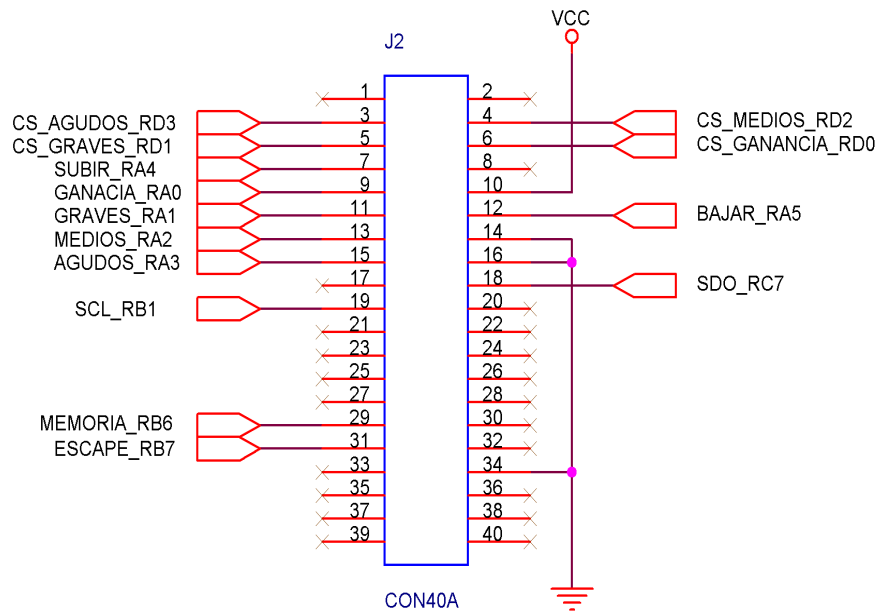 VCC
J2
1 2
CS_AGUDOS_RD3 3 4 CS_MEDIOS_RD2
CS_GRAVES_RD1 5 6 CS_GANANCIA_RD0
SUBIR_RA4 7 8
GANACIA_RA0 9 10
GRAVES_RA1 11 12 BAJAR_RA5
MEDIOS_RA2 13 14
AGUDOS_RA3 15 16
17 18 SDO_RC7
SCL_RB1 19 20
21 22
23 24
25 26
27 28
MEMORIA_RB6 29 30
ESCAPE_RB7 31 32
33 34
35 36
37 38
39 40
CON40A